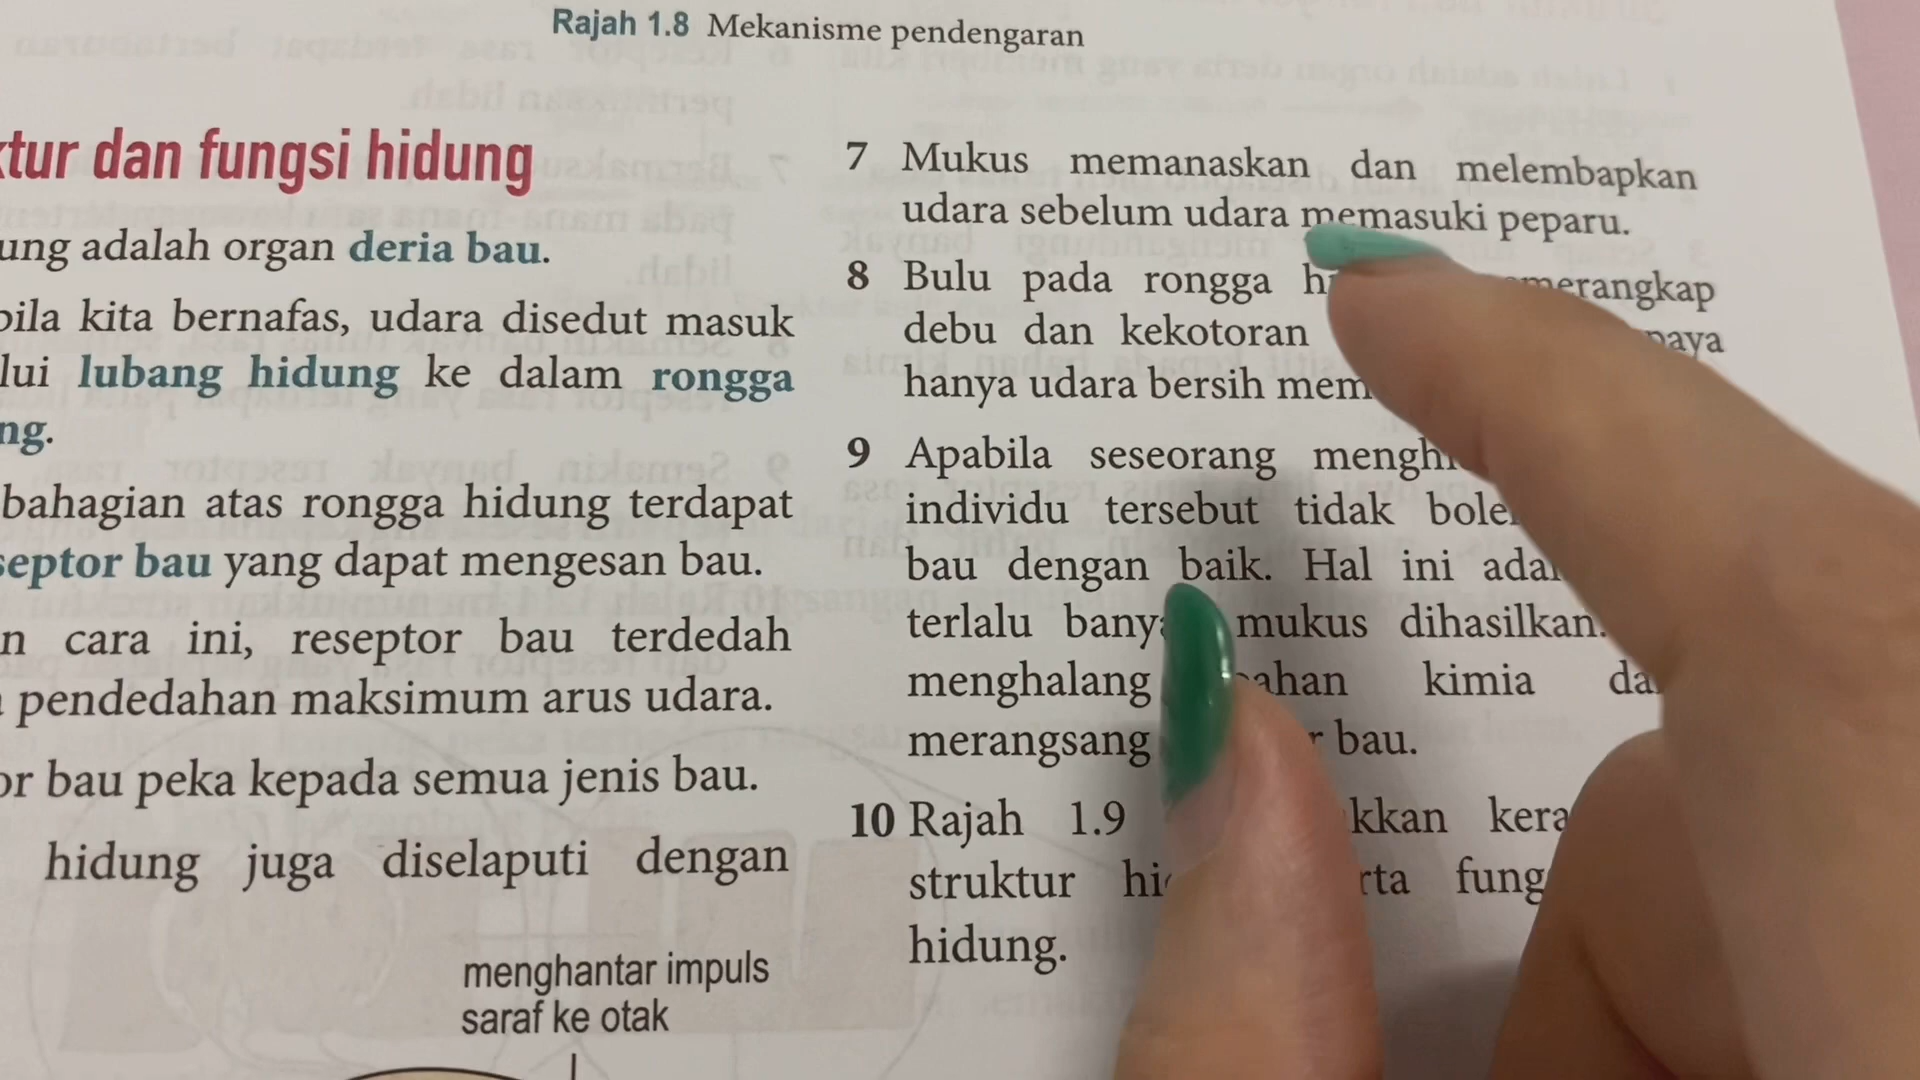 Rajah 1.8 Mekanisme pendengaran
tur dan fungsi hidung
ung adalah organ deria bau.
bila kita bernafas, udara disedut masuk
lui lubang hidung ke dalam rongga
ng.
bahagian atas rongga hidung terdapat
septor bau yang dapat mengesan bau.
n cara ini, reseptor bau terdedah
pendedahan maksimum arus udara.
or bau peka kepada semua jenis bau.
hidung juga diselaputi dengan
menghantar impuls
saraf ke otak
7 Mukus memanaskan dan melembapkan
udara sebelum udara memasuki peparu.
8 Bulu pada rongga merangkap
debu dan kekotoran paya
hanya udara bersih mem
9 Apabila seseorang menghi
individu tersebut tidak bole
bau dengan baik. Hal ini ada
terlalu bany mukus dihasilkan.
menghalang ahan kimia da
merangsang r bau.
10 Rajah 1.9 kkan kera
struktur hi rta fung
hidung.